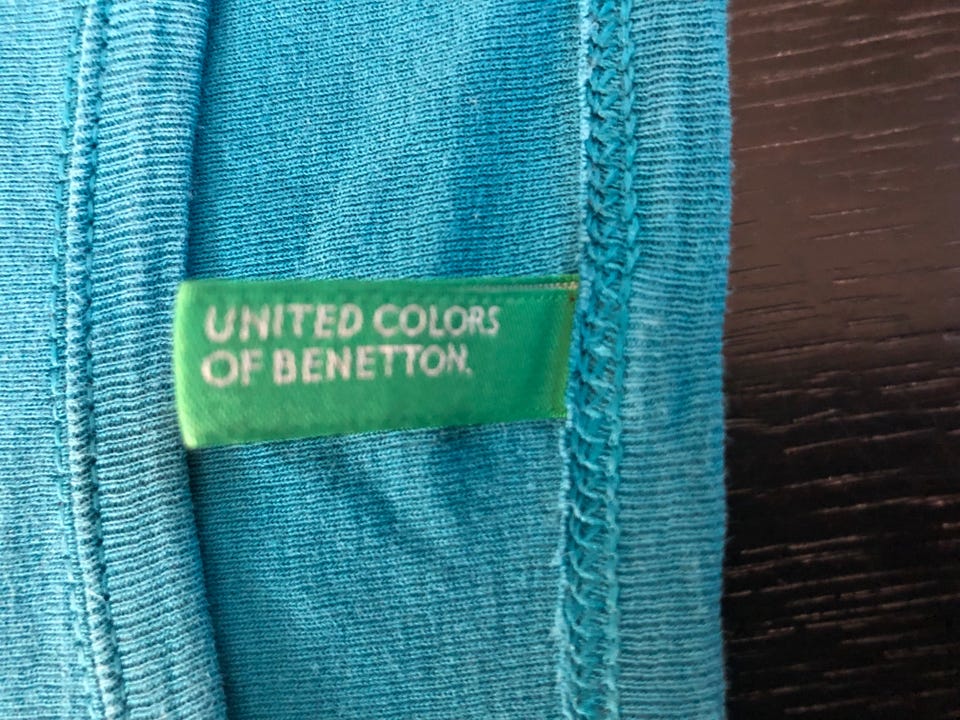 UNITED COLORS
OF BENETTON.